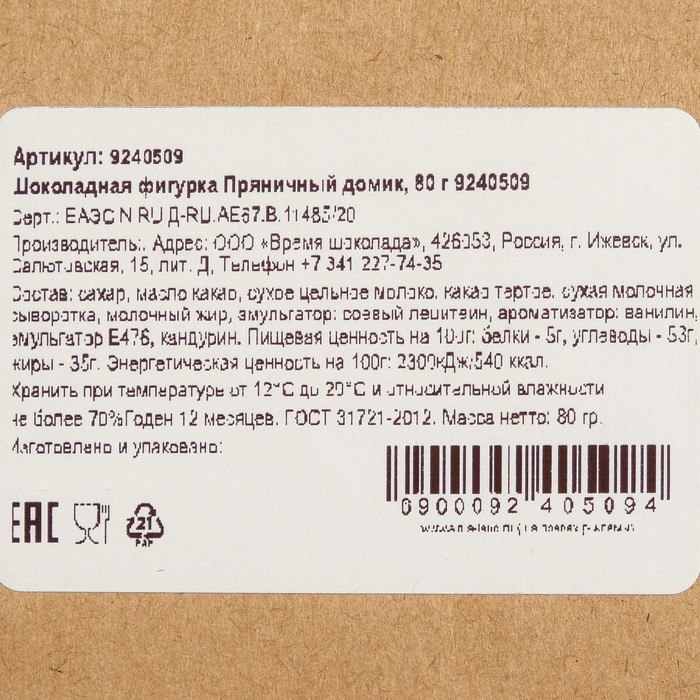 Артикул: 9240509
Шоколадная фигурка Пряничный домик, 80 г 9240509
Серт.: ЕАЭС N RU Д-RU.АЕ67.В.11485/20
Производитель:. Адрес: ООО «Время шоколада», 426053, Россия, г. Ижевск, ул.
Салютовская, 15, лит. Д, Телефон +7 341 227-74-35
Состав: сахар, масло какао, сухое цельное молоко, какао тертое, сухая молочная
сыворотка, молочный жир, эмульгатор: соевый лецитин, ароматизатор: ванилин,
эмульгатор Е476, кандурин. Пищевая ценность на 100г: белки - 5г, углеводы - 53г,
жиры - 35г. Энергетическая ценность на 100г: 2300кДж/540 ккал.
Хранить при температуре от 12°С до 20°С и относительной влажности
не более 70%Годен 12 месяцев. ГОСТ 31721-2012. Масса нетто: 80 гр.
Изготовлено и упаковано:
6900092 405094
ЕАС
21
PAP